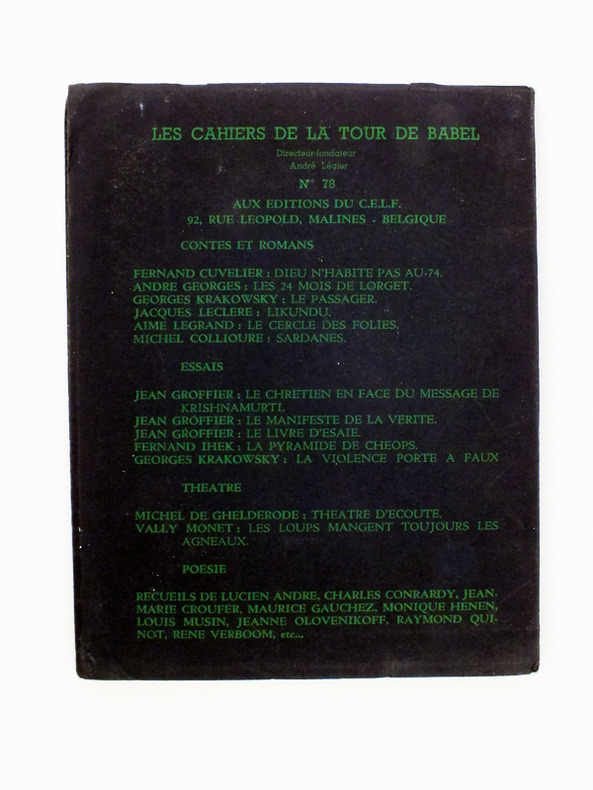 LES CAHIERS DE LA TOUR DE BABEL
Directeur-fondateur
André Légier
N° 78
AUX EDITIONS DU C.E.L.F.
92, RUE LEOPOLD, MALINES - BELGIQUE
CONTES ET ROMANS
FERNAND CUVELIER : DIEU N'HABITE PAS AU 74.
ANDRE GEORGES : LES 24 MOIS DE LORGET.
GEORGES KRAKOWSKY : LE PASSAGER.
JACQUES LECLERE : LIKUNDU.
AIME LEGRAND : LE CERCLE DES FOLIES.
MICHEL COLLIOURE : SARDANES.
ESSAIS
JEAN GROFFIER : LE CHRETIEN EN FACE DU MESSAGE DE
KRISHNAMURTI.
JEAN GROFFIER : LE MANIFESTE DE LA VERITE.
JEAN GROFFIER : LE LIVRE D'ESAIE.
FERNAND IHEK : LA PYRAMIDE DE CHEOPS.
GEORGES KRAKOWSKY : LA VIOLENCE PORTE A FAUX
THEATRE
MICHEL DE GHELDERODE : THEATRE D'ECOUTE.
VALLY MONET : LES LOUPS MANGENT TOUJOURS LES
AGNEAUX.
POESIE
RECUEILS DE LUCIEN ANDRE, CHARLES CONRARDY, JEAN-
MARIE CROUFER, MAURICE GAUCHEZ, MONIQUE HENEN,
LOUIS MUSIN, JEANNE OLOVENIKOFF, RAYMOND QUI-
NOT, RENE VERBOOM, etc...